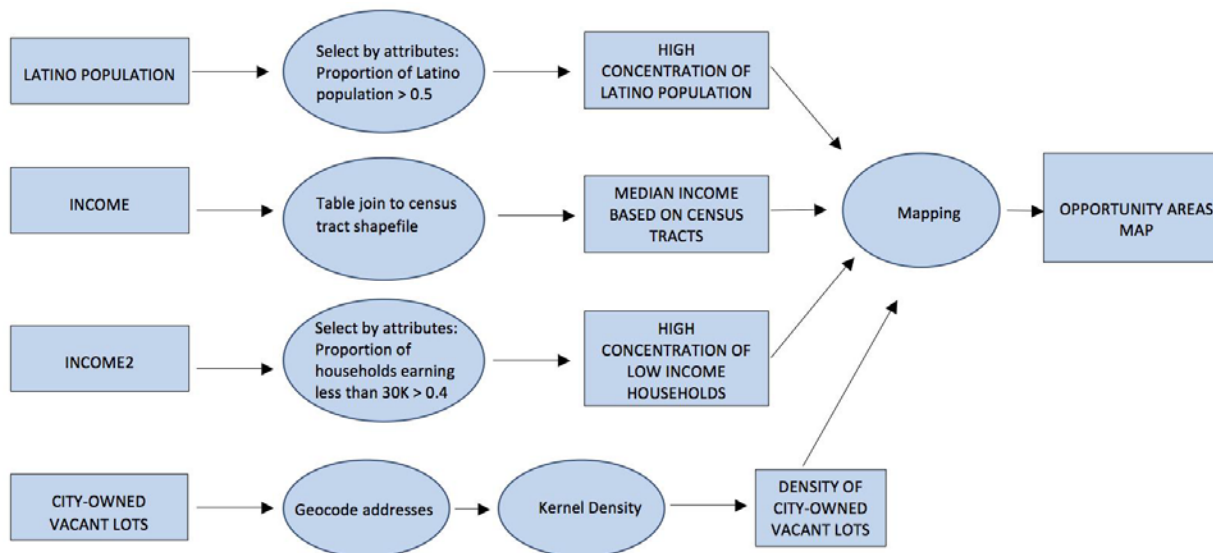 LATINO POPULATION
Select by attributes:
Proportion of Latino
population > 0.5
HIGH
CONCENTRATION OF
LATINO POPULATION
INCOME
Table join to census
tract shapefile
MEDIAN INCOME
BASED ON CENSUS
TRACTS
Mapping
OPPORTUNITY AREAS
MAP
INCOME2
Select by attributes:
Proportion of
households earning
less than 30K > 0.4
HIGH
CONCENTRATION OF
LOW INCOME
HOUSEHOLDS
CITY-OWNED
VACANT LOTS
Geocode addresses
Kernel Density
DENSITY OF
CITY-OWNED
VACANT LOTS